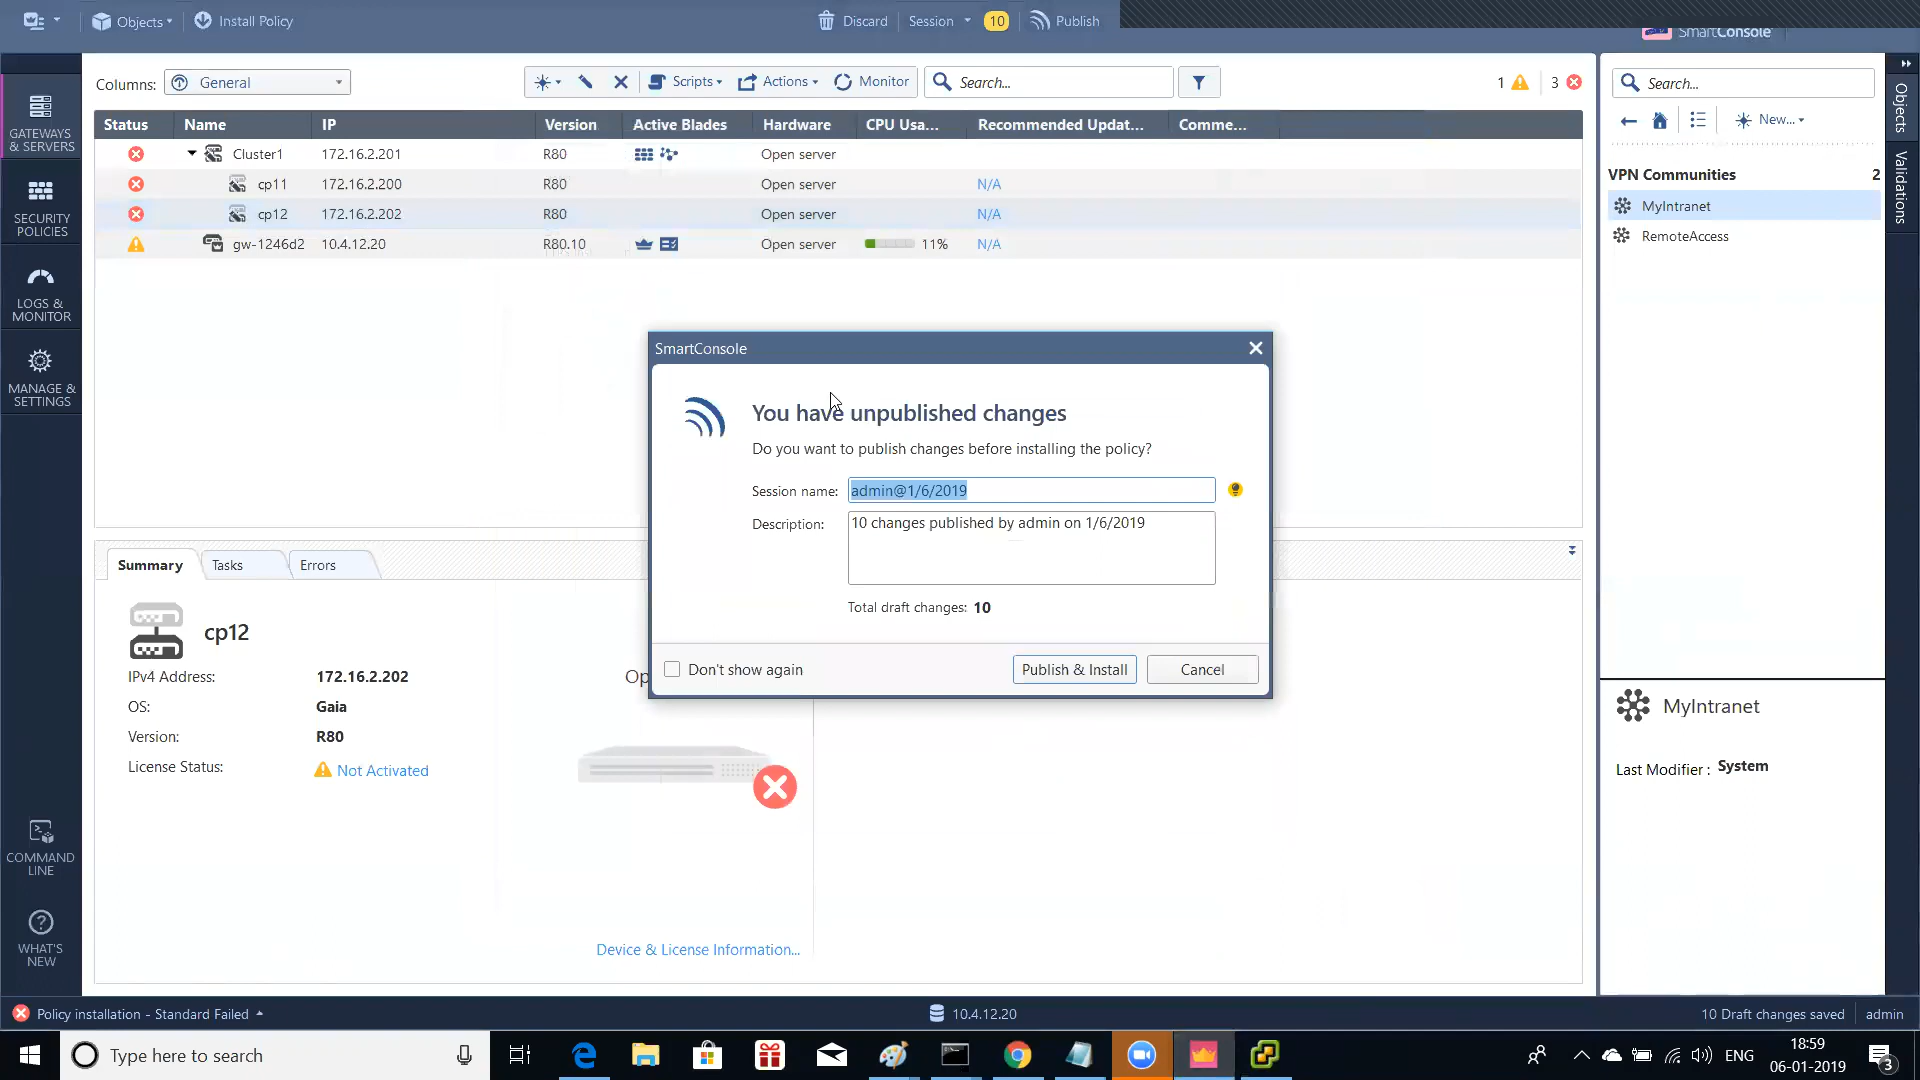 Objects
Install Policy
Discard
Session
10
Publish
SmartConsole
GATEWAYS
& SERVERS
SECURITY
POLICIES
LOGS &
MONITOR
MANAGE &
SETTINGS
COMMAND
LINE
WHAT'S
NEW
Columns:
General
Scripts
Actions
Monitor
Search...
1
3
Status
Name
IP
Version
Active Blades
Hardware
CPU Usa...
Recommended Updat...
Comme...
Cluster1
172.16.2.201
R80
Open server
cp11
172.16.2.200
R80
Open server
N/A
cp12
172.16.2.202
R80
Open server
N/A
gw-1246d2
10.4.12.20
R80.10
Open server
11%
N/A
SmartConsole
You have unpublished changes
Do you want to publish changes before installing the policy?
Session name:
admin@1/6/2019
Description:
10 changes published by admin on 1/6/2019
Total draft changes: 10
Don't show again
Publish & Install
Cancel
Summary
Tasks
Errors
cp12
IPv4 Address:
172.16.2.202
OS:
Gaia
Version:
R80
License Status:
Not Activated
Op
Device & License Information...
Search...
New...
VPN Communities
2
MyIntranet
RemoteAccess
MyIntranet
Last Modifier :
System
Objects
Validations
Policy installation - Standard Failed
10.4.12.20
10 Draft changes saved
admin
Type here to search
ENG
18:59
06-01-2019
3